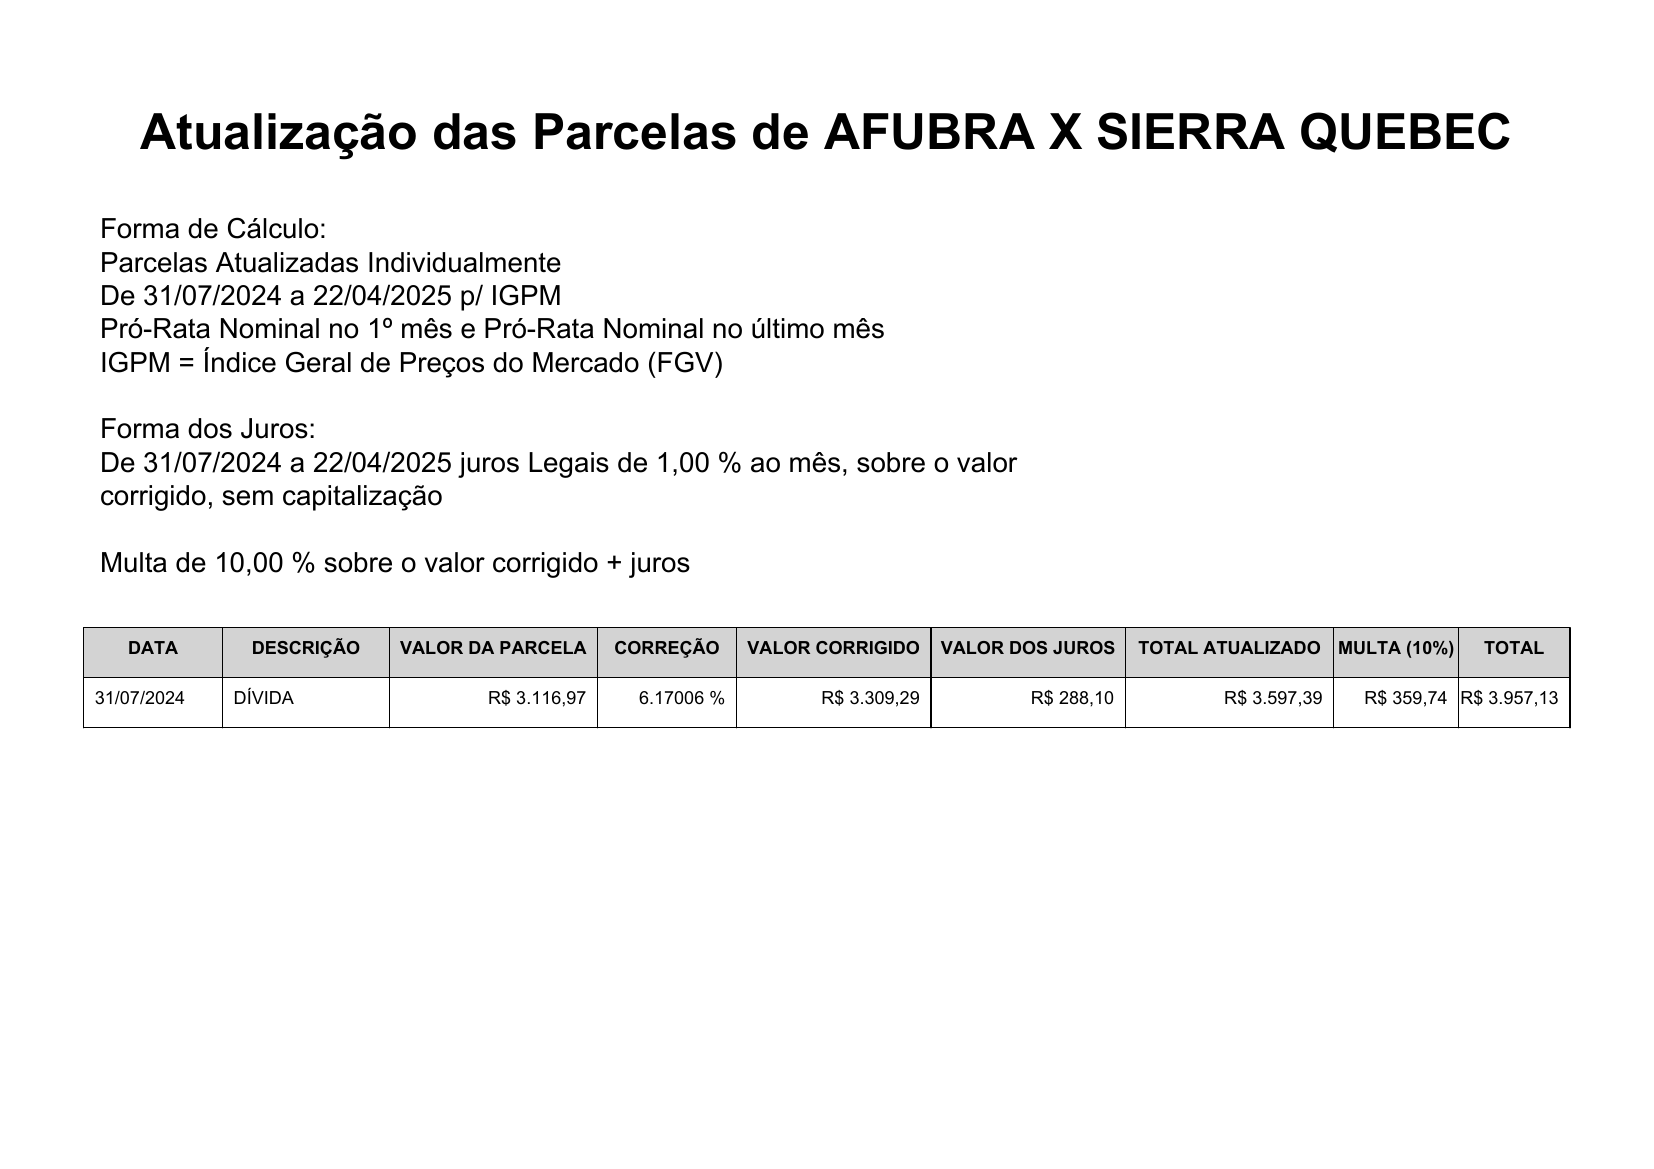 Atualização das Parcelas de AFUBRA X SIERRA QUEBEC
Forma de Cálculo:
Parcelas Atualizadas Individualmente
De 31/07/2024 a 22/04/2025 p/ IGPM
Pró-Rata Nominal no 1º mês e Pró-Rata Nominal no último mês
IGPM = Índice Geral de Preços do Mercado (FGV)
Forma dos Juros:
De 31/07/2024 a 22/04/2025 juros Legais de 1,00 % ao mês, sobre o valor
corrigido, sem capitalização
Multa de 10,00 % sobre o valor corrigido + juros
DATA DESCRIÇÃO VALOR DA PARCELA CORREÇÃO VALOR CORRIGIDO VALOR DOS JUROS TOTAL ATUALIZADO MULTA (10%) TOTAL
31/07/2024 DÍVIDA R$ 3.116,97 6.17006 % R$ 3.309,29 R$ 288,10 R$ 3.597,39 R$ 359,74 R$ 3.957,13